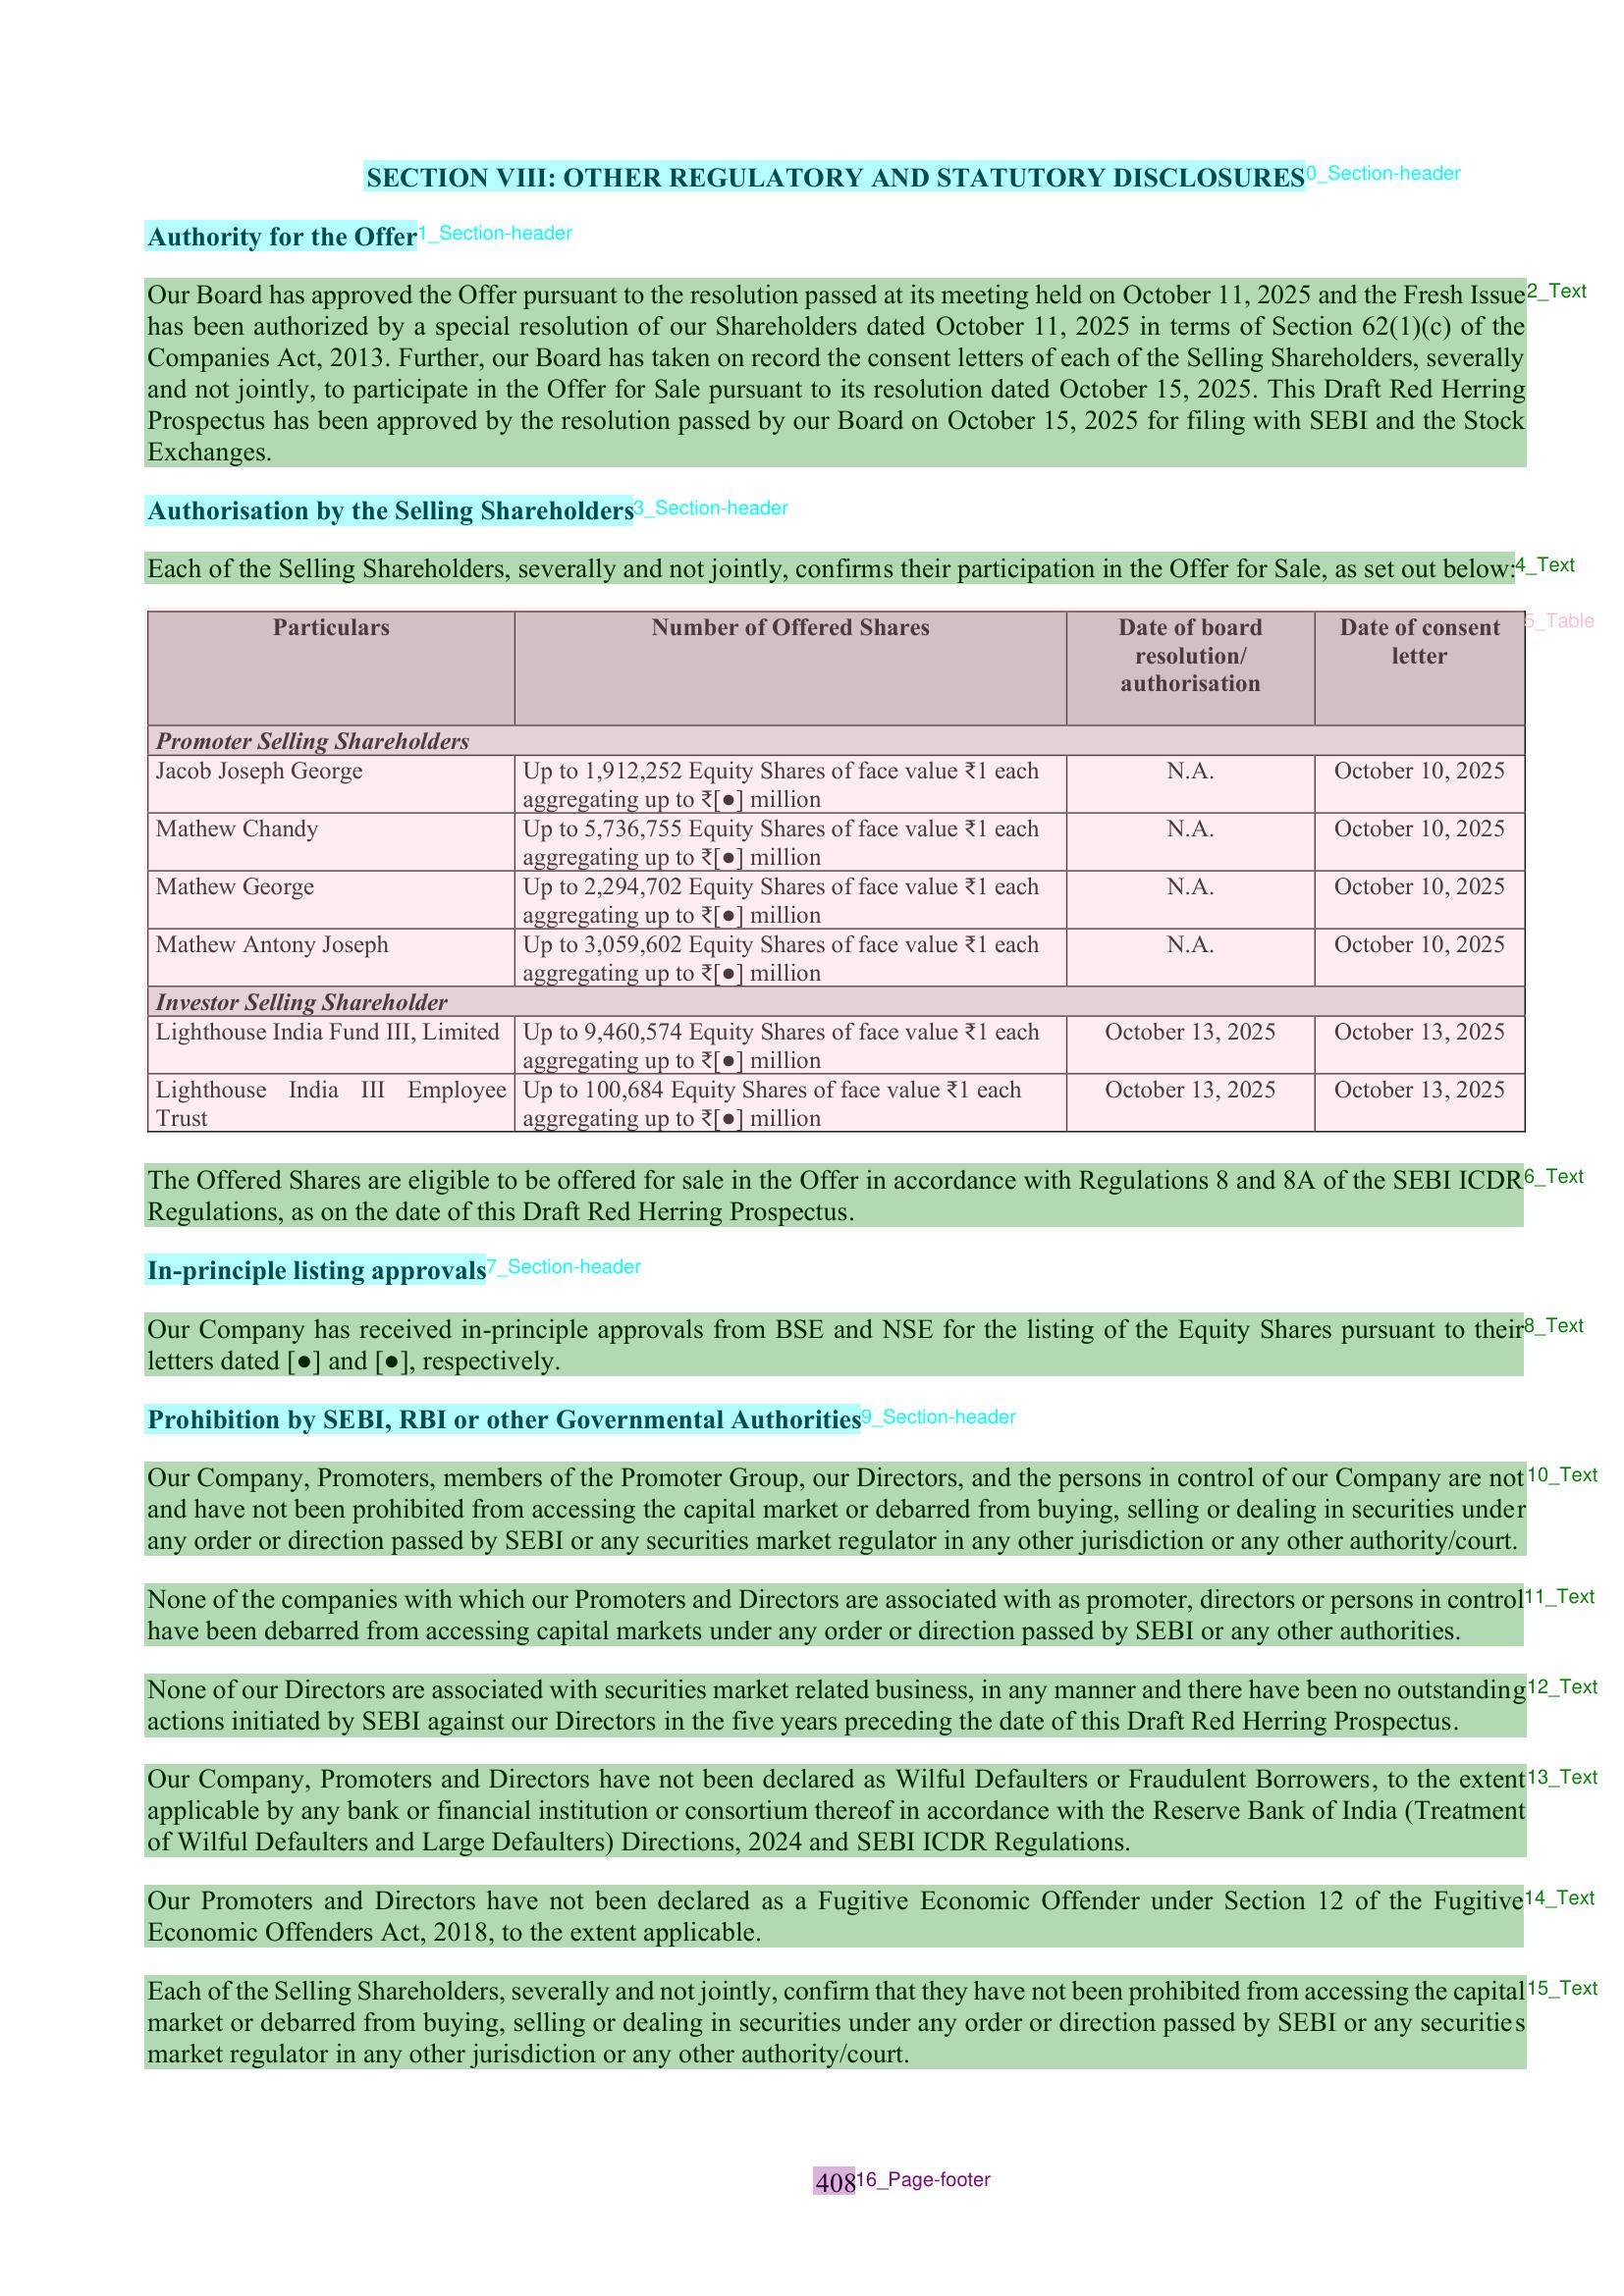 SECTION VIII: OTHER REGULATORY AND STATUTORY DISCLOSURES0_Section-header
Authority for the Offer1_Section-header
Our Board has approved the Offer pursuant to the resolution passed at its meeting held on October 11, 2025 and the Fresh Issue2_Text
has been authorized by a special resolution of our Shareholders dated October 11, 2025 in terms of Section 62(1)(c) of the
Companies Act, 2013. Further, our Board has taken on record the consent letters of each of the Selling Shareholders, severally
and not jointly, to participate in the Offer for Sale pursuant to its resolution dated October 15, 2025. This Draft Red Herring
Prospectus has been approved by the resolution passed by our Board on October 15, 2025 for filing with SEBI and the Stock
Exchanges.
Authorisation by the Selling Shareholders3_Section-header
Each of the Selling Shareholders, severally and not jointly, confirms their participation in the Offer for Sale, as set out below:4_Text
Particulars Number of Offered Shares Date of board Date of consent 5_Table
resolution/ letter
authorisation
Promoter Selling Shareholders
Jacob Joseph George Up to 1,912,252 Equity Shares of face value ₹1 each N.A. October 10, 2025
aggregating up to ₹[●] million
Mathew Chandy Up to 5,736,755 Equity Shares of face value ₹1 each N.A. October 10, 2025
aggregating up to ₹[●] million
Mathew George Up to 2,294,702 Equity Shares of face value ₹1 each N.A. October 10, 2025
aggregating up to ₹[●] million
Mathew Antony Joseph Up to 3,059,602 Equity Shares of face value ₹1 each N.A. October 10, 2025
aggregating up to ₹[●] million
Investor Selling Shareholder
Lighthouse India Fund III, Limited Up to 9,460,574 Equity Shares of face value ₹1 each October 13, 2025 October 13, 2025
aggregating up to ₹[●] million
Lighthouse India III Employee Up to 100,684 Equity Shares of face value ₹1 each October 13, 2025 October 13, 2025
Trust aggregating up to ₹[●] million
The Offered Shares are eligible to be offered for sale in the Offer in accordance with Regulations 8 and 8A of the SEBI ICDR6_Text
Regulations, as on the date of this Draft Red Herring Prospectus.
In-principle listing approvals7_Section-header
Our Company has received in-principle approvals from BSE and NSE for the listing of the Equity Shares pursuant to their8_Text
letters dated [●] and [●], respectively.
Prohibition by SEBI, RBI or other Governmental Authorities9_Section-header
Our Company, Promoters, members of the Promoter Group, our Directors, and the persons in control of our Company are not10_Text
and have not been prohibited from accessing the capital market or debarred from buying, selling or dealing in securities under
any order or direction passed by SEBI or any securities market regulator in any other jurisdiction or any other authority/court.
None of the companies with which our Promoters and Directors are associated with as promoter, directors or persons in control11_Text
have been debarred from accessing capital markets under any order or direction passed by SEBI or any other authorities.
None of our Directors are associated with securities market related business, in any manner and there have been no outstanding12_Text
actions initiated by SEBI against our Directors in the five years preceding the date of this Draft Red Herring Prospectus.
Our Company, Promoters and Directors have not been declared as Wilful Defaulters or Fraudulent Borrowers, to the extent13_Text
applicable by any bank or financial institution or consortium thereof in accordance with the Reserve Bank of India (Treatment
of Wilful Defaulters and Large Defaulters) Directions, 2024 and SEBI ICDR Regulations.
Our Promoters and Directors have not been declared as a Fugitive Economic Offender under Section 12 of the Fugitive14_Text
Economic Offenders Act, 2018, to the extent applicable.
Each of the Selling Shareholders, severally and not jointly, confirm that they have not been prohibited from accessing the capital15_Text
market or debarred from buying, selling or dealing in securities under any order or direction passed by SEBI or any securities
market regulator in any other jurisdiction or any other authority/court.
40816_Page-footer